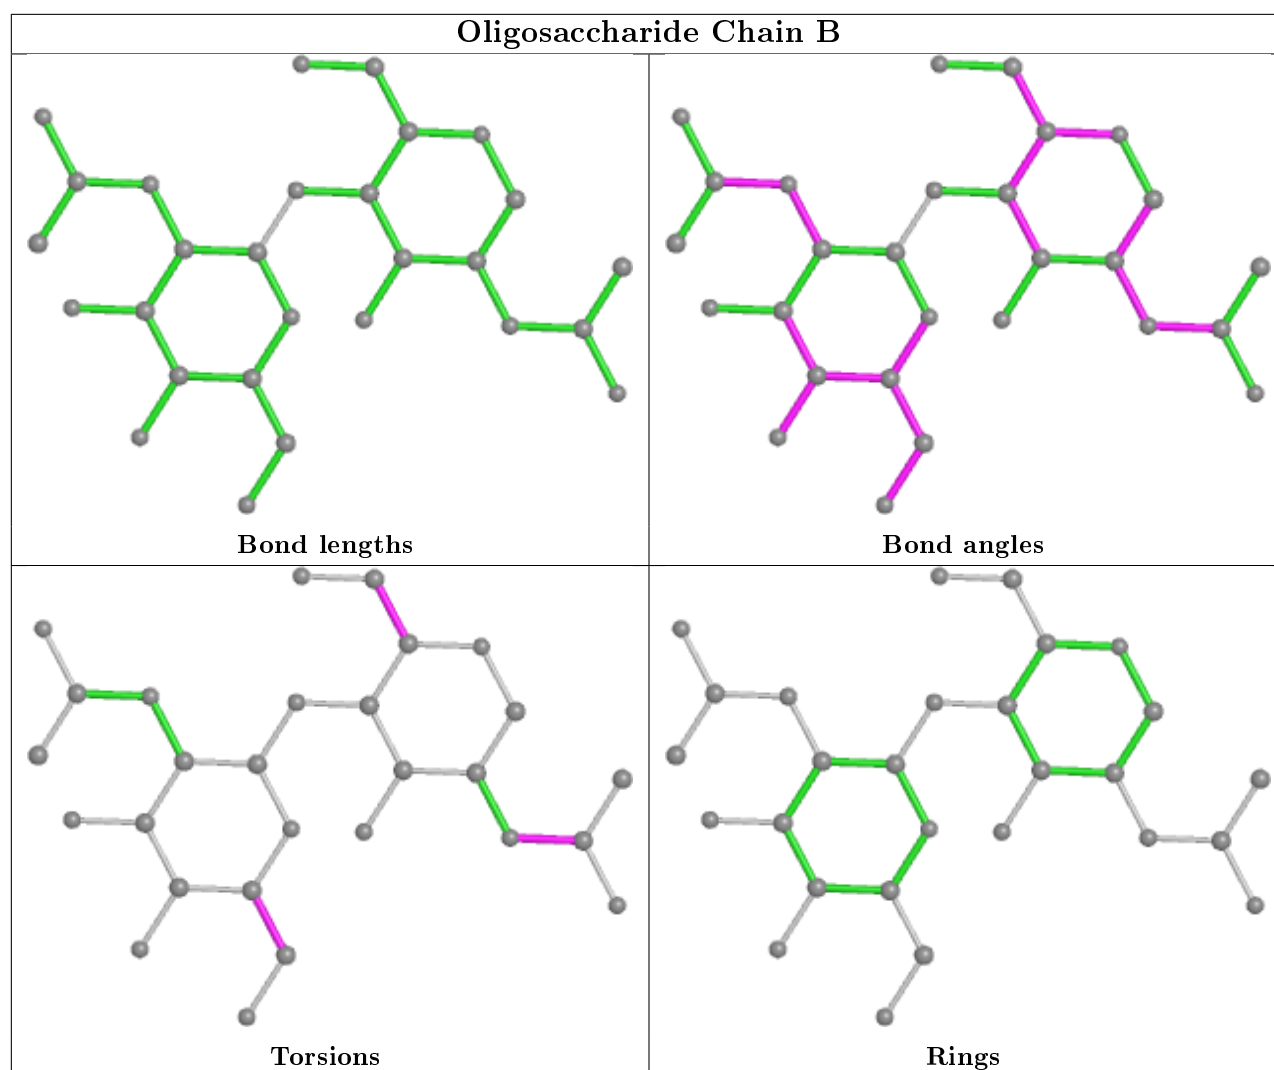 Oligosaccharide Chain B
Bond lengths
Bond angles
Torsions
Rings